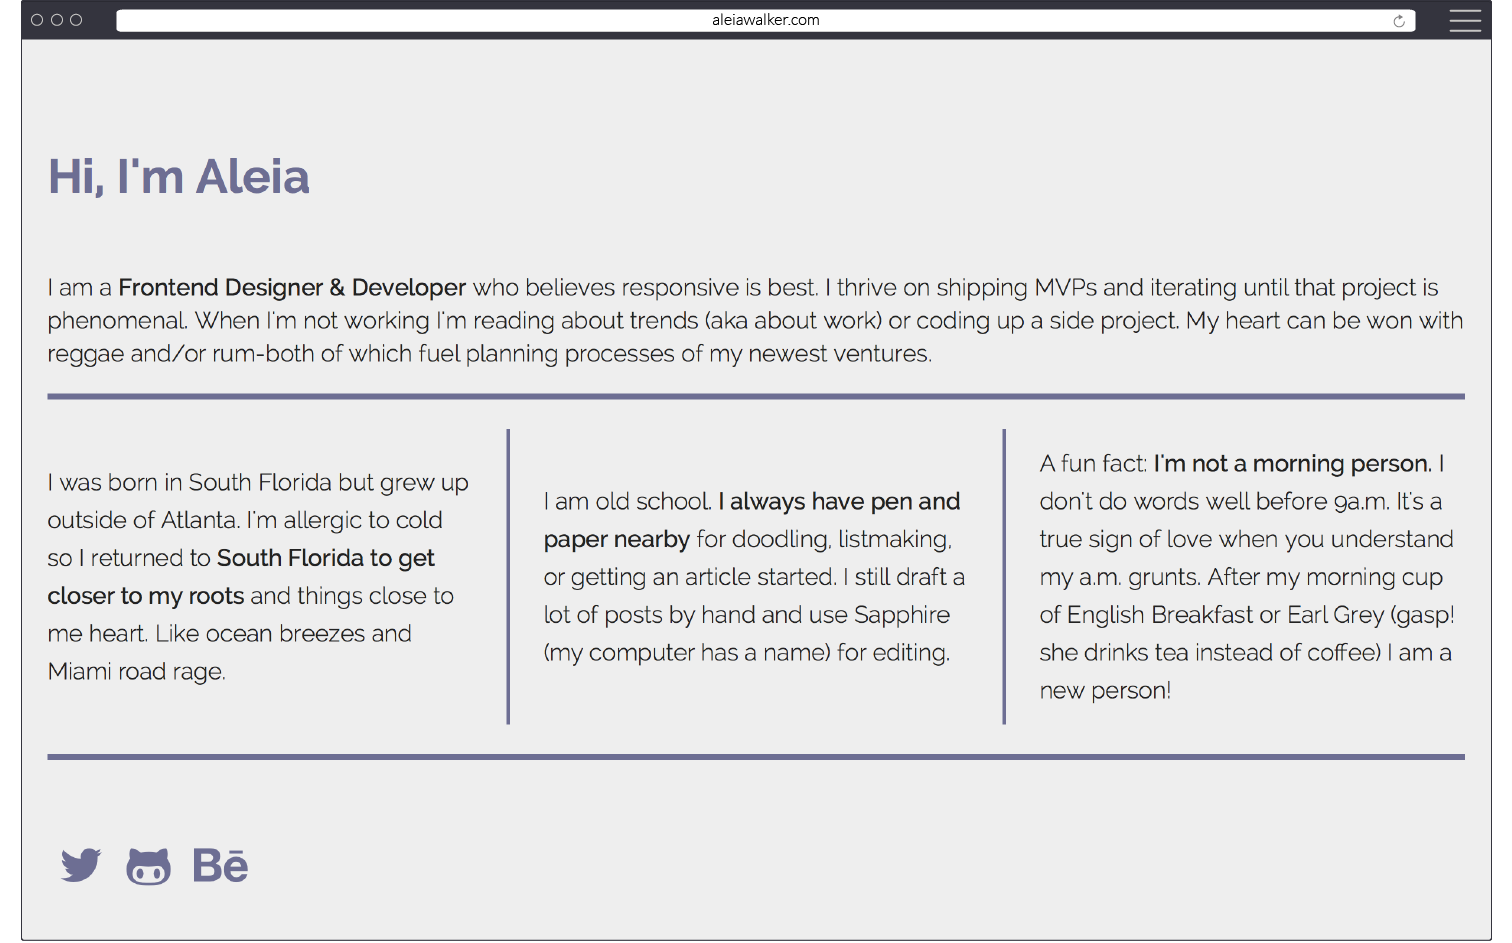 aleiawalker.com
Hi, I'm Aleia
I am a Frontend Designer & Developer who believes responsive is best. I thrive on shipping MVPs and iterating until that project is
phenomenal. When I'm not working I'm reading about trends (aka about work) or coding up a side project. My heart can be won with
reggae and/or rum-both of which fuel planning processes of my newest ventures.
I was born in South Florida but grew up
outside of Atlanta. I'm allergic to cold
so I returned to South Florida to get
closer to my roots and things close to
me heart. Like ocean breezes and
Miami road rage.
I am old school. I always have pen and
paper nearby for doodling, listmaking,
or getting an article started. I still draft a
lot of posts by hand and use Sapphire
(my computer has a name) for editing.
A fun fact: I'm not a morning person. I
don't do words well before 9a.m. It's a
true sign of love when you understand
my a.m. grunts. After my morning cup
of English Breakfast or Earl Grey (gasp!
she drinks tea instead of coffee) I am a
new person!
Bē